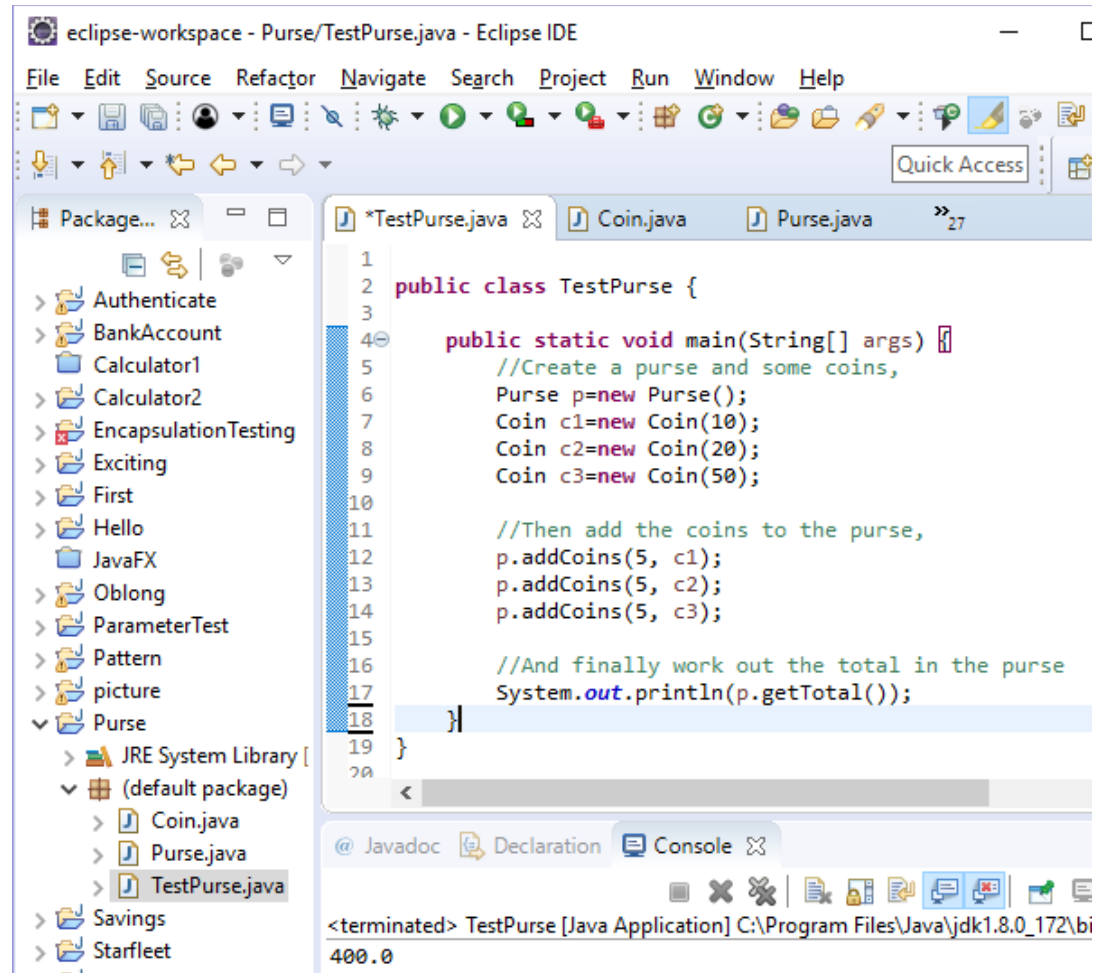 eclipse-workspace - Purse/TestPurse.java - Eclipse IDE
File Edit Source Refactor Navigate Search Project Run Window Help
Quick Access
Package...
Authenticate
BankAccount
Calculator1
Calculator2
EncapsulationTesting
Exciting
First
Hello
JavaFX
Oblong
ParameterTest
Pattern
picture
Purse
JRE System Library [
(default package)
Coin.java
Purse.java
TestPurse.java
Savings
Starfleet
*TestPurse.java Coin.java Purse.java »27
1
2 public class TestPurse {
3
4 public static void main(String[] args) {
5 //Create a purse and some coins,
6 Purse p=new Purse();
7 Coin c1=new Coin(10);
8 Coin c2=new Coin(20);
9 Coin c3=new Coin(50);
10
11 //Then add the coins to the purse,
12 p.addCoins(5, c1);
13 p.addCoins(5, c2);
14 p.addCoins(5, c3);
15
16 //And finally work out the total in the purse
17 System.out.println(p.getTotal());
18 }
19 }
20
@ Javadoc Declaration Console
<terminated> TestPurse [Java Application] C:\Program Files\Java\jdk1.8.0_172\bi
400.0